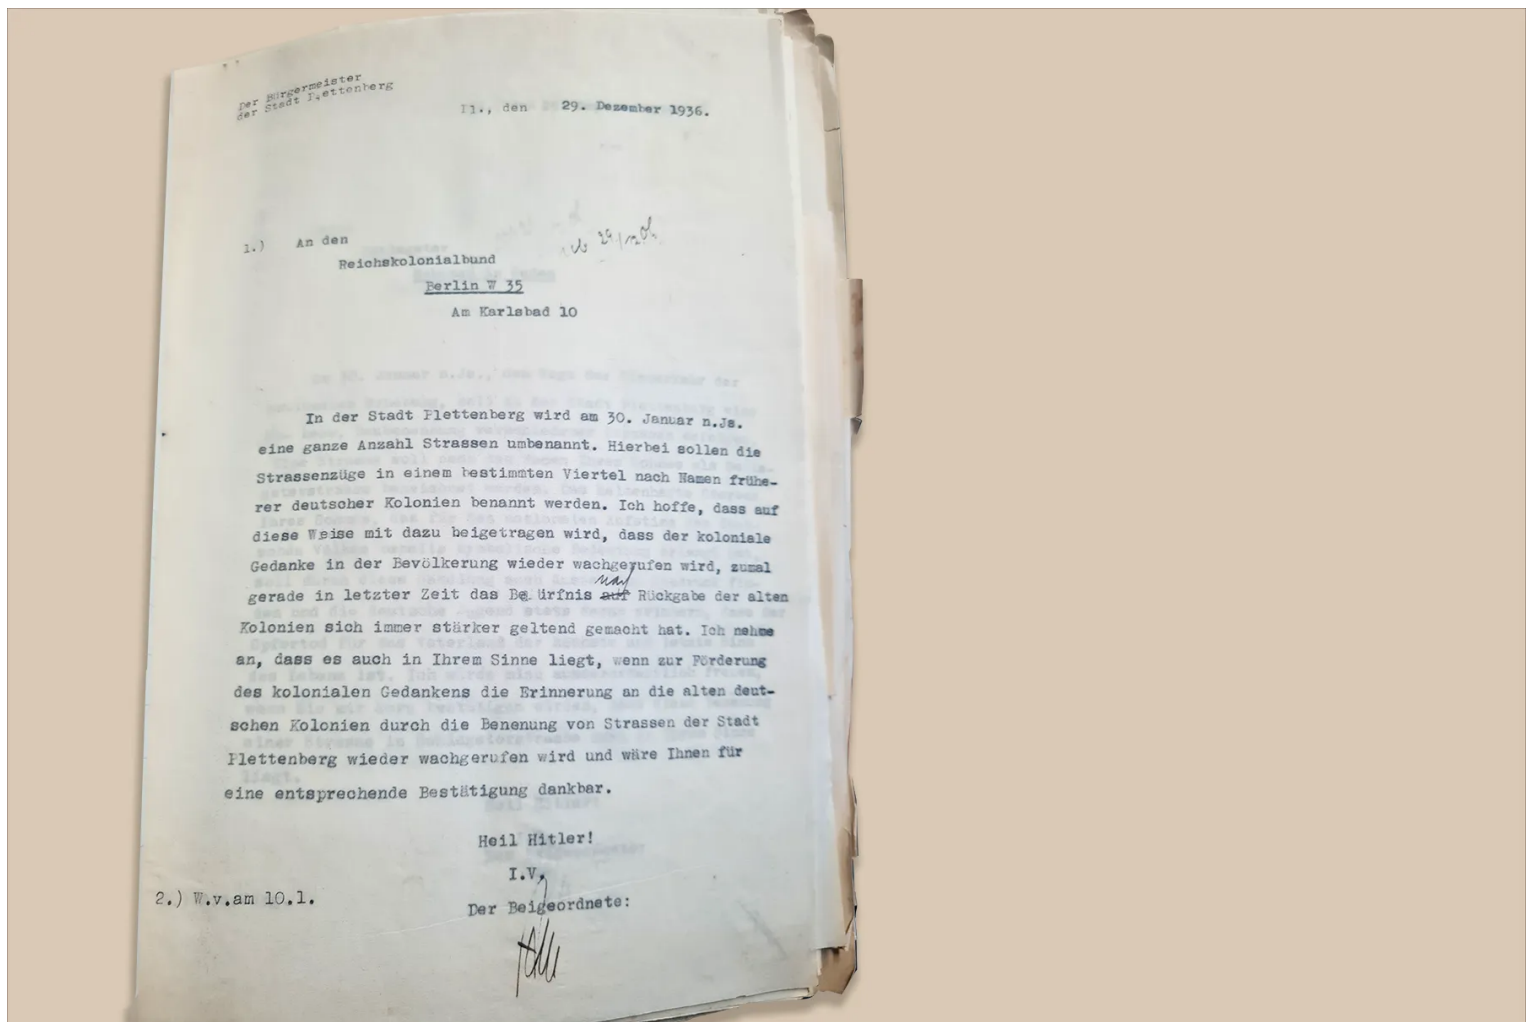 Der Bürgermeister
der Stadt Plettenberg
Pl., den 29. Dezember 1936.
29/12
1.) An den
Reichskolonialbund
Berlin W 35
Am Karlsbad 10
In der Stadt Plettenberg wird am 30. Januar n.Js.
eine ganze Anzahl Strassen umbenannt. Hierbei sollen die
Strassenzüge in einem bestimmten Viertel nach Namen frühe-
rer deutscher Kolonien benannt werden. Ich hoffe, dass auf
diese Weise mit dazu beigetragen wird, dass der koloniale
Gedanke in der Bevölkerung wieder wachgerufen wird, zumal
nach
gerade in letzter Zeit das Bedürfnis auf Rückgabe der alten
Kolonien sich immer stärker geltend gemacht hat. Ich nehme
an, dass es auch in Ihrem Sinne liegt, wenn zur Förderung
des kolonialen Gedankens die Erinnerung an die alten deut-
schen Kolonien durch die Benenung von Strassen der Stadt
Plettenberg wieder wachgerufen wird und wäre Ihnen für
eine entsprechende Bestätigung dankbar.
Heil Hitler!
I.V.
Der Beigeordnete:
2.) W.v.am 10.1.